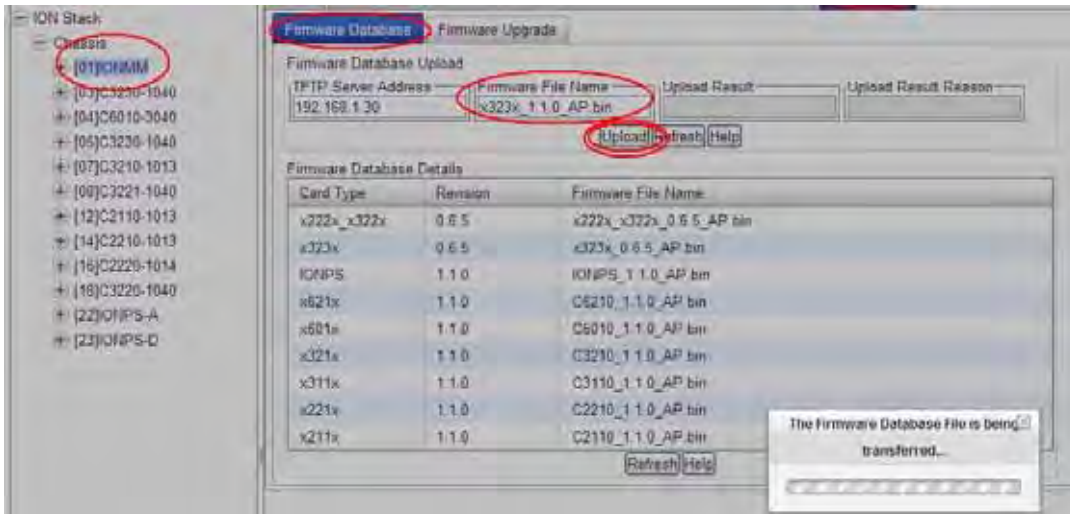 ION Stack
Chassis
[01]IONMM
[03]C3230-1040
[04]C6010-3040
[05]C3230-1040
[07]C3210-1013
[08]C3221-1040
[12]C2110-1013
[14]C2210-1013
[16]C2220-1014
[18]C3220-1040
[22]IONPS-A
[23]IONPS-D
Firmware Database Firmware Upgrade
Firmware Database Upload
TFTP Server Address Firmware File Name Upload Result Upload Result Reason
192.168.1.30 x323x_1.1.0_AP.bin
Upload Refresh Help
Firmware Database Details
Card Type Revision Firmware File Name
x222x_x322x 0.6.5 x222x_x322x_0.6.5_AP.bin
x323x 0.6.5 x323x_0.6.5_AP.bin
IONPS 1.1.0 IONPS_1.1.0_AP.bin
x621x 1.1.0 C6210_1.1.0_AP.bin
x601x 1.1.0 C6010_1.1.0_AP.bin
x321x 1.1.0 C3210_1.1.0_AP.bin
x311x 1.1.0 C3110_1.1.0_AP.bin
x221x 1.1.0 C2210_1.1.0_AP.bin
x211x 1.1.0 C2110_1.1.0_AP.bin
Refresh Help
The Firmware Database File is being
transferred...